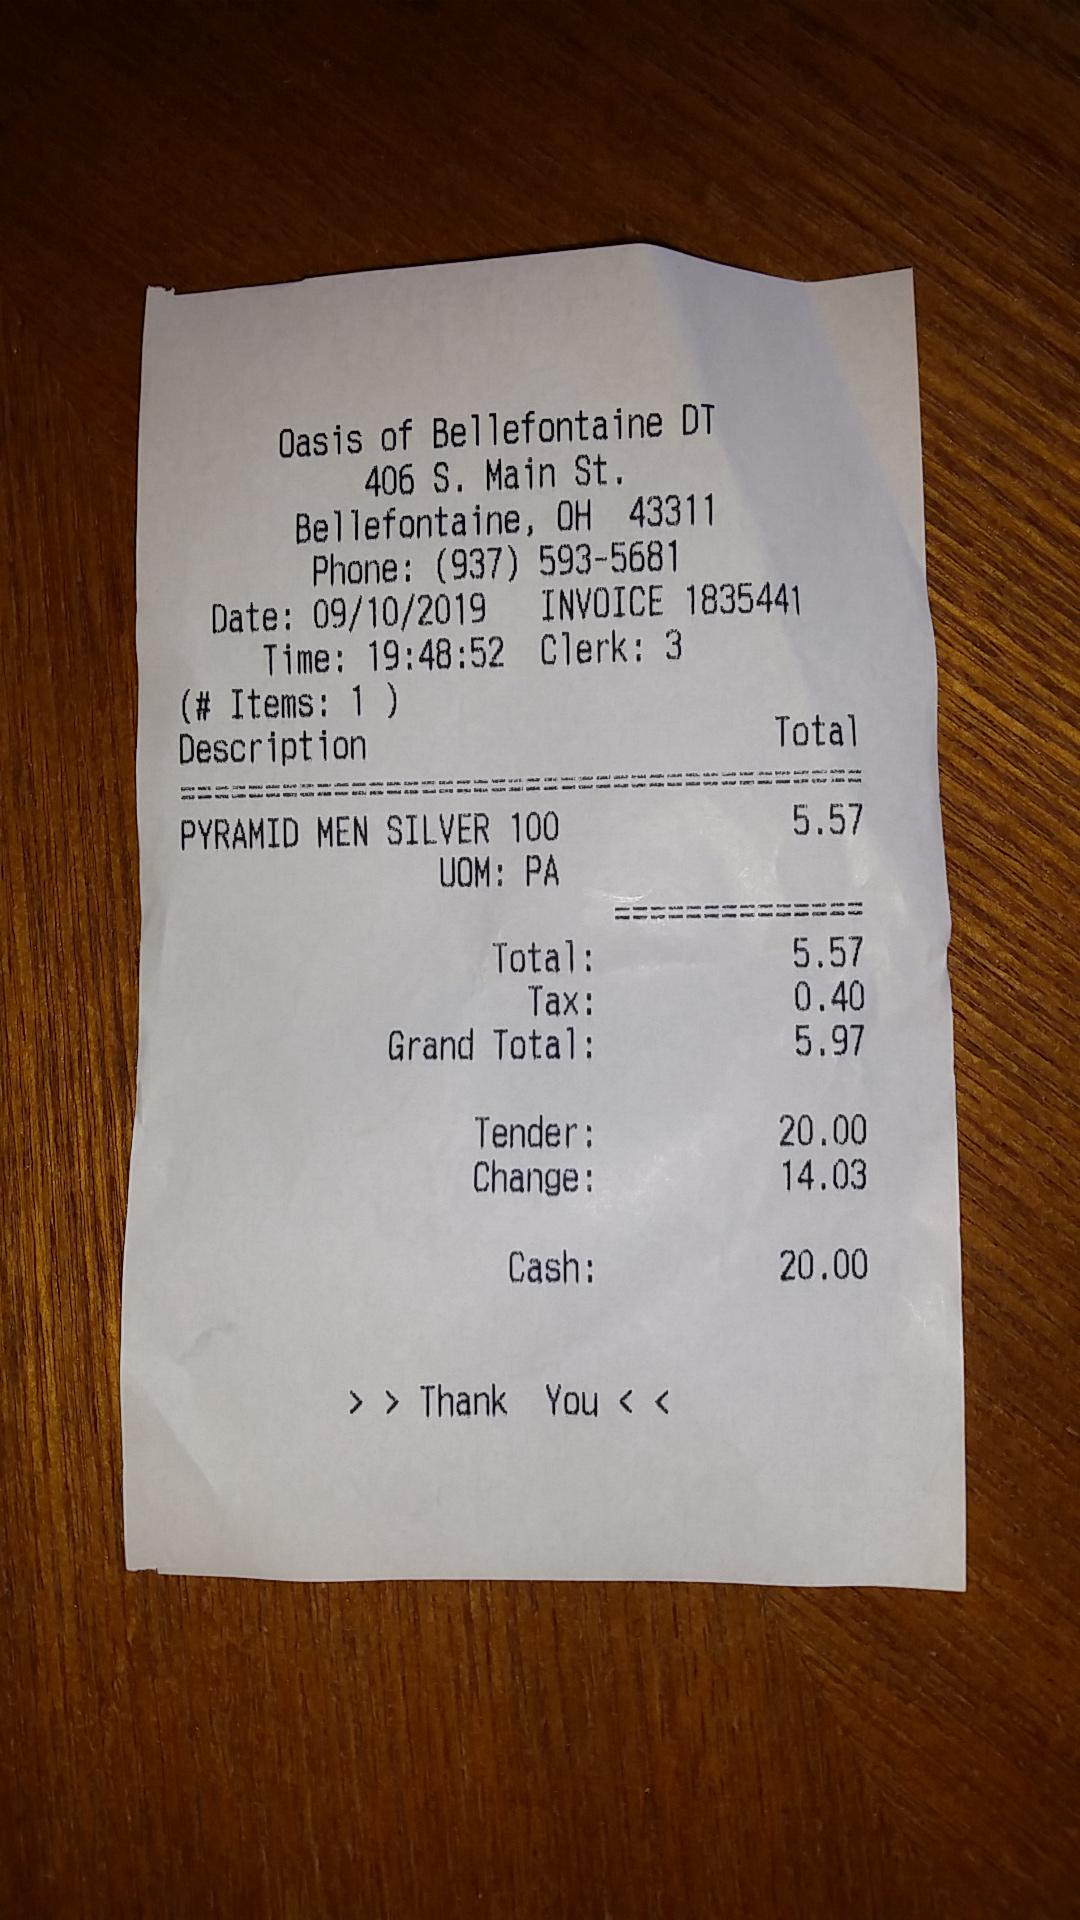 Oasis of Bellefontaine DT
406 S. Main St.
Bellefontaine, OH 43311
Phone: (937) 593-5681
Date: 09/10/2019 INVOICE 1835441
Time: 19:48:52 Clerk: 3
(# Items: 1 )
Description Total
PYRAMID MEN SILVER 100 5.57
UOM: PA
Total: 5.57
Tax: 0.40
Grand Total: 5.97
Tender: 20.00
Change: 14.03
Cash: 20.00
> > Thank You < <